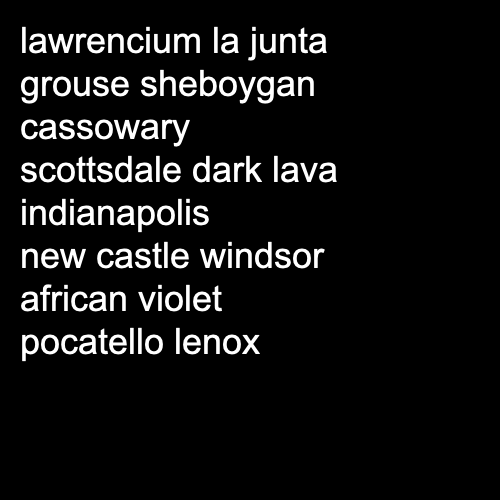 lawrencium la junta
grouse sheboygan
cassowary
scottsdale dark lava
indianapolis
new castle windsor
african violet
pocatello lenox